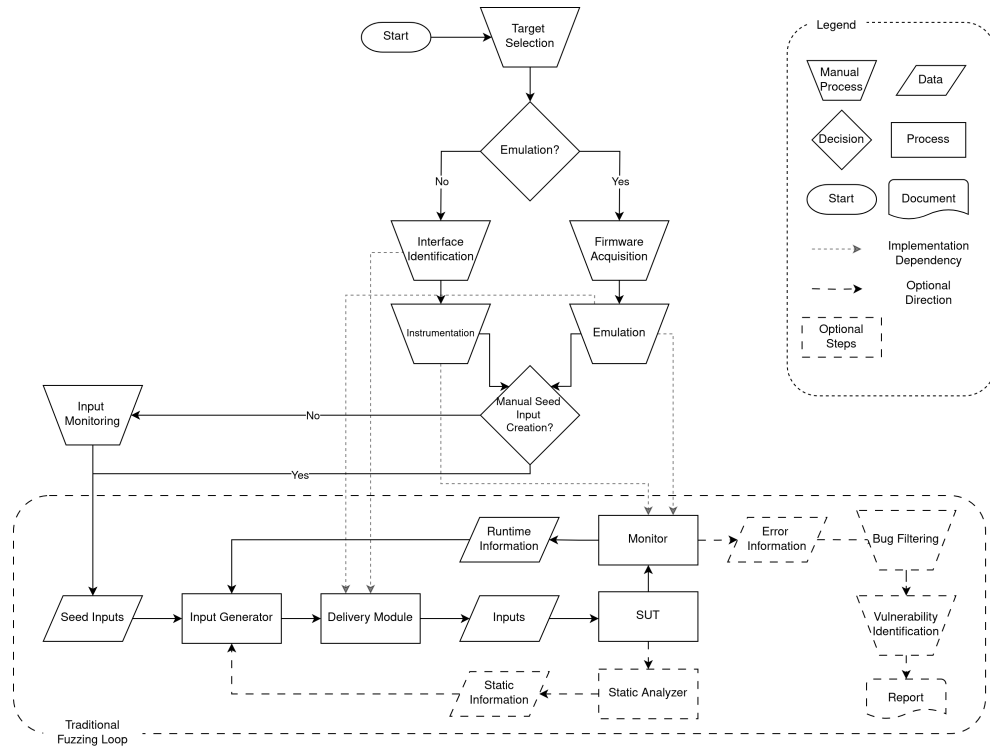 Start
Target
Selection
Emulation?
No
Yes
Interface
Identification
Firmware
Acquisition
Instrumentation
Emulation
Manual Seed
Input
Creation?
Input
Monitoring
No
Yes
Runtime
Information
Monitor
Error
Information
Bug Filtering
Seed Inputs
Input Generator
Delivery Module
Inputs
SUT
Vulnerability
Identification
Static
Information
Static Analyzer
Report
Traditional
Fuzzing Loop
Legend
Manual
Process
Data
Decision
Process
Start
Document
Implementation
Dependency
Optional
Direction
Optional
Steps